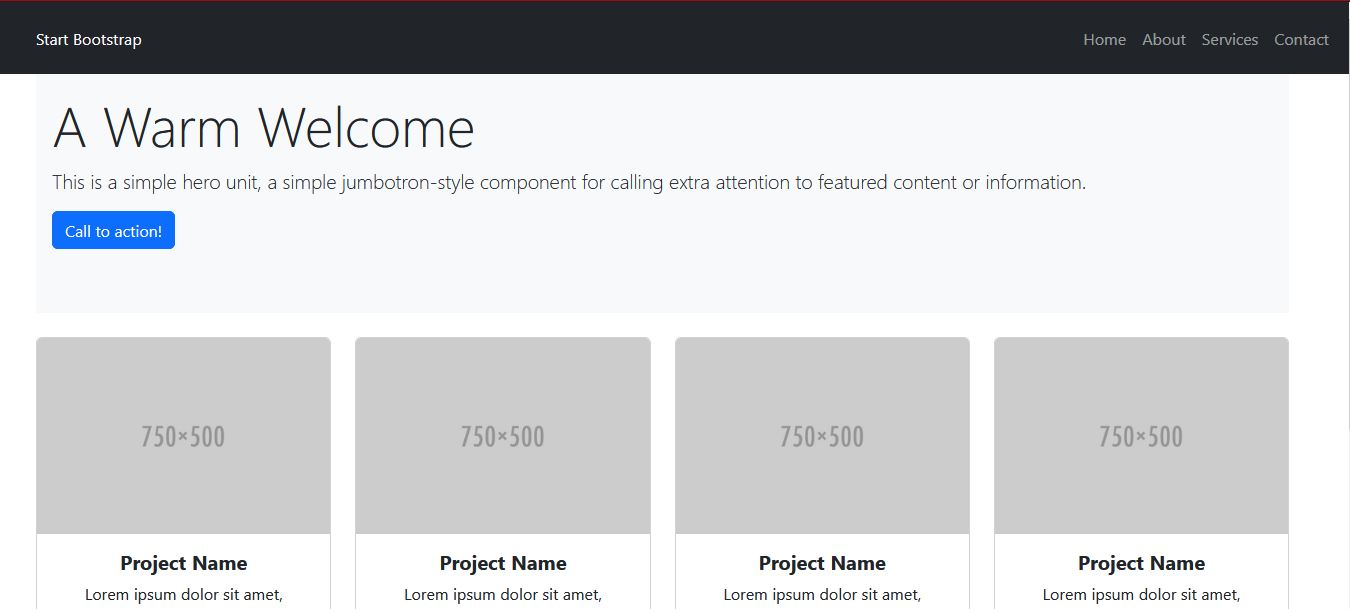 Start Bootstrap
Home About Services Contact
A Warm Welcome
This is a simple hero unit, a simple jumbotron-style component for calling extra attention to featured content or information.
Call to action!
750×500 750×500 750×500 750×500
Project Name Project Name Project Name Project Name
Lorem ipsum dolor sit amet, Lorem ipsum dolor sit amet, Lorem ipsum dolor sit amet, Lorem ipsum dolor sit amet,